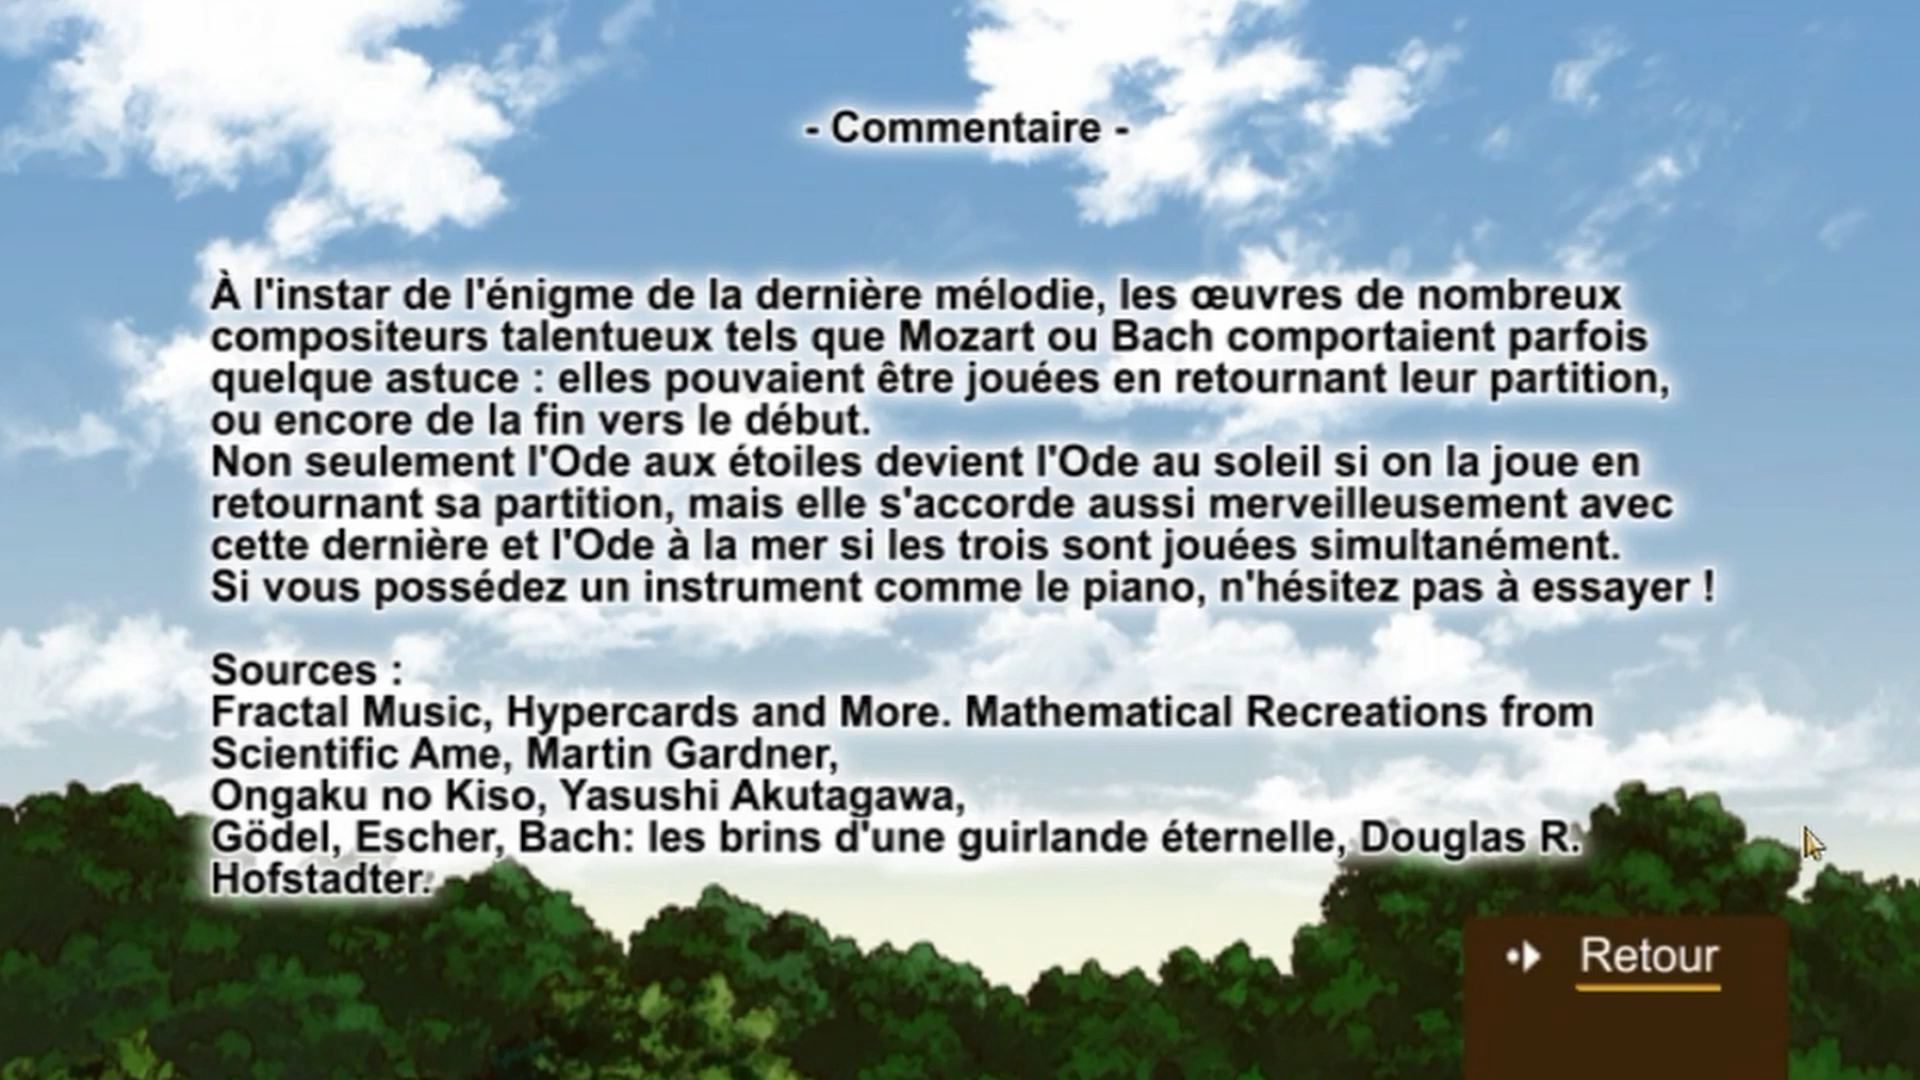 - Commentaire -
À l'instar de l'énigme de la dernière mélodie, les œuvres de nombreux
compositeurs talentueux tels que Mozart ou Bach comportaient parfois
quelque astuce : elles pouvaient être jouées en retournant leur partition,
ou encore de la fin vers le début.
Non seulement l'Ode aux étoiles devient l'Ode au soleil si on la joue en
retournant sa partition, mais elle s'accorde aussi merveilleusement avec
cette dernière et l'Ode à la mer si les trois sont jouées simultanément.
Si vous possédez un instrument comme le piano, n'hésitez pas à essayer !
Sources :
Fractal Music, Hypercards and More. Mathematical Recreations from
Scientific Ame, Martin Gardner,
Ongaku no Kiso, Yasushi Akutagawa,
Gödel, Escher, Bach: les brins d'une guirlande éternelle, Douglas R.
Hofstadter.
Retour